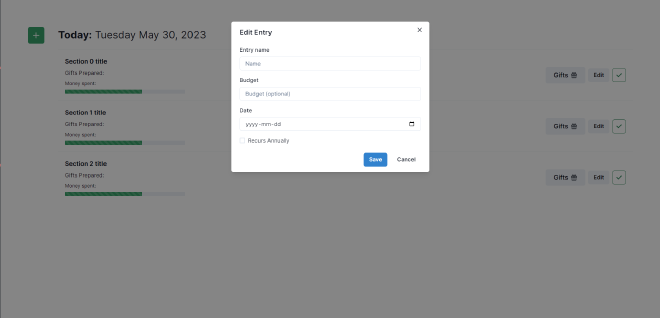 Edit Entry
Entry name
Name
Budget
Budget (optional)
Date
yyyy-mm-dd
Recurs Annually
Save Cancel
Today: Tuesday May 30, 2023
Section 0 title
Gifts Prepared:
Money spent:
Gifts Edit
Section 1 title
Gifts Prepared:
Money spent:
Gifts Edit
Section 2 title
Gifts Prepared:
Money spent:
Gifts Edit